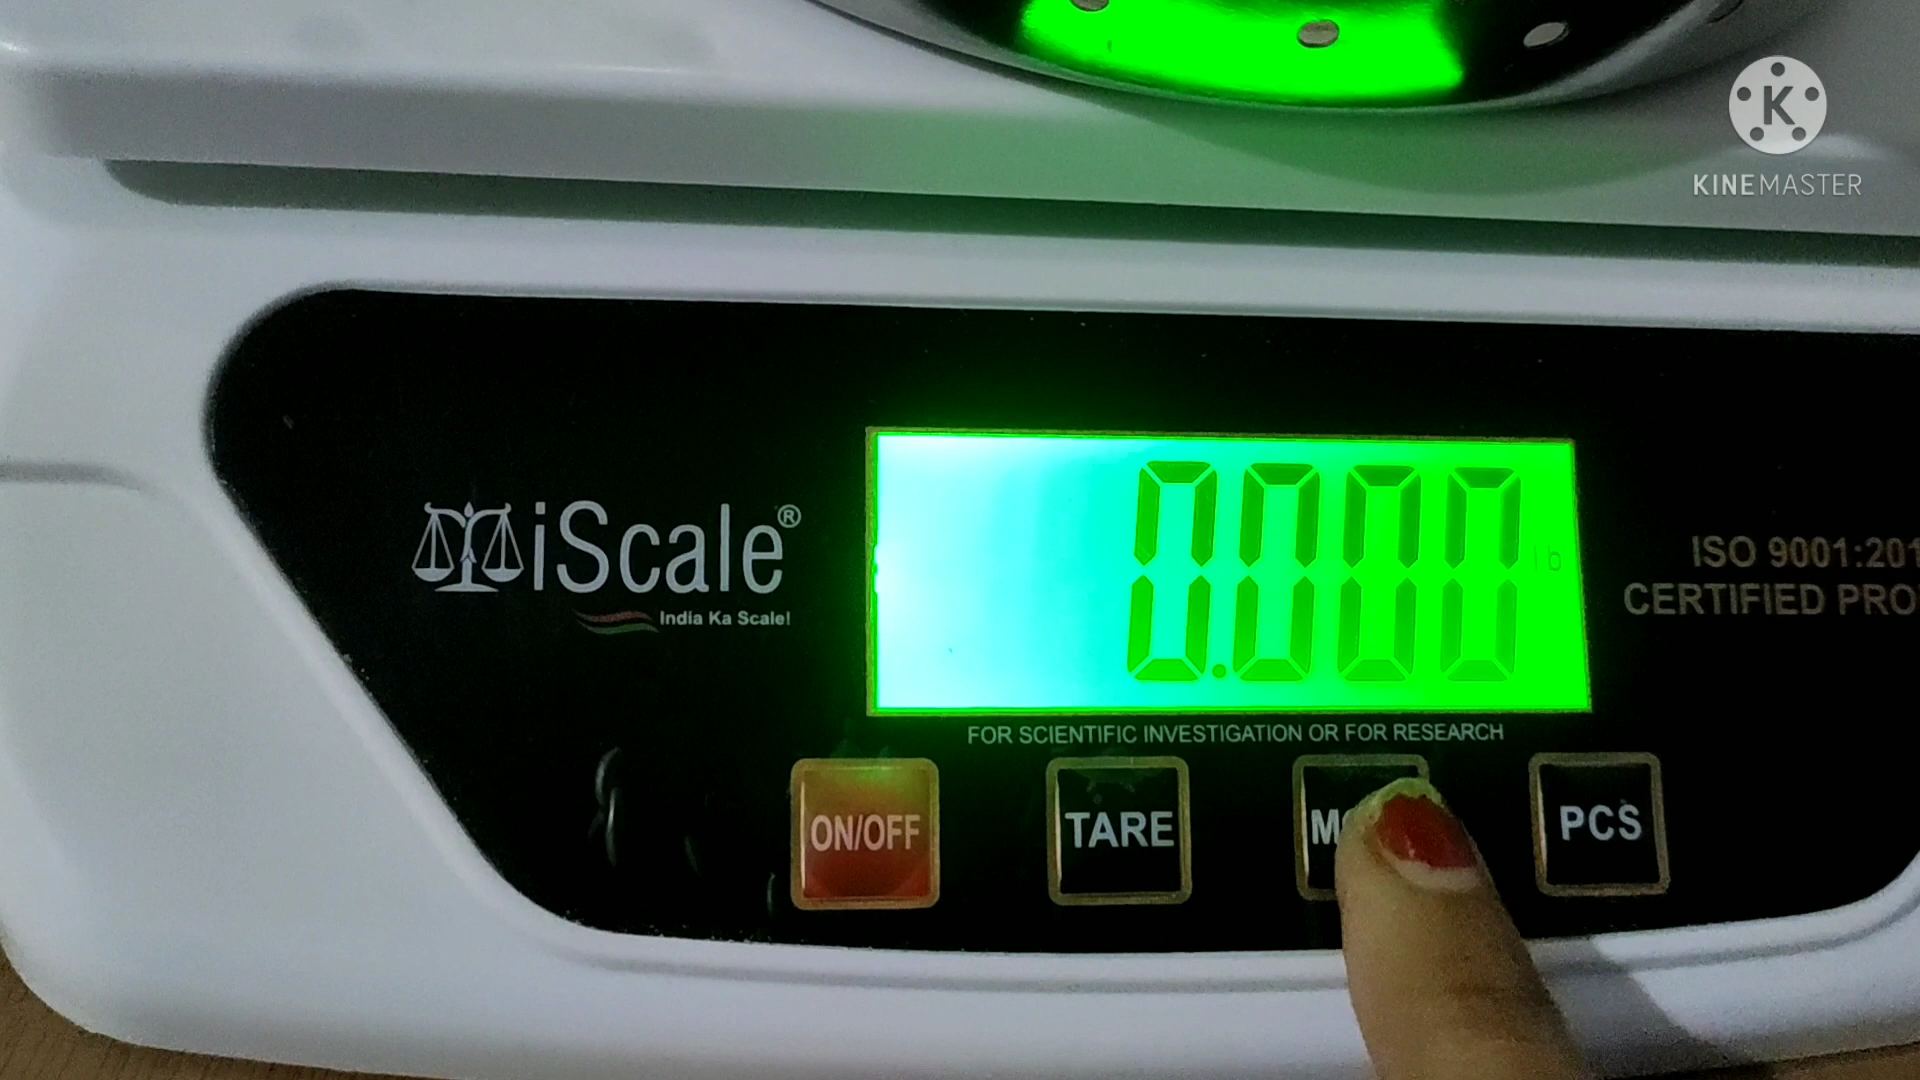 KINEMASTER
iScale®
India Ka Scale!
0.000
lb
ISO 9001:201
CERTIFIED PRO
FOR SCIENTIFIC INVESTIGATION OR FOR RESEARCH
ON/OFF
TARE
PCS